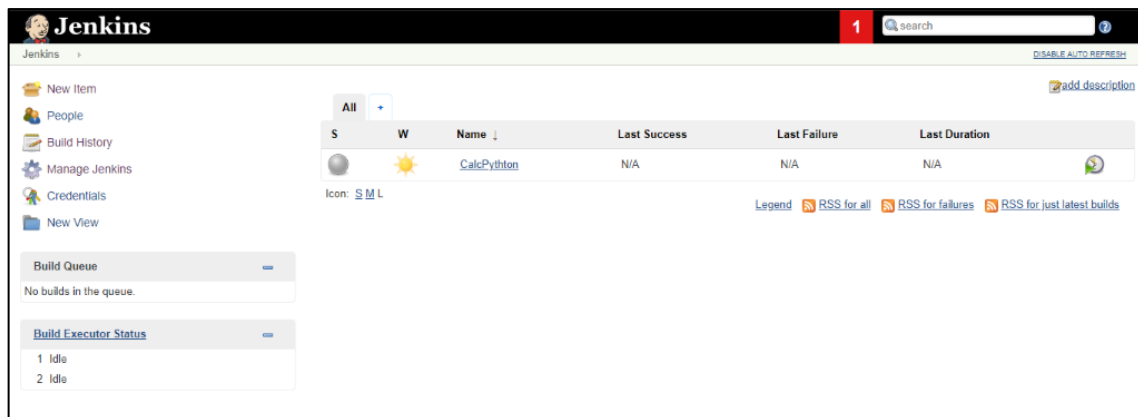 Jenkins
1
search
Jenkins
DISABLE AUTO REFRESH
New Item
People
Build History
Manage Jenkins
Credentials
New View
Build Queue
No builds in the queue.
Build Executor Status
1 Idle
2 Idle
add description
All +
S W Name ↓ Last Success Last Failure Last Duration
CalcPythton N/A N/A N/A
Icon: S M L
Legend RSS for all RSS for failures RSS for just latest builds